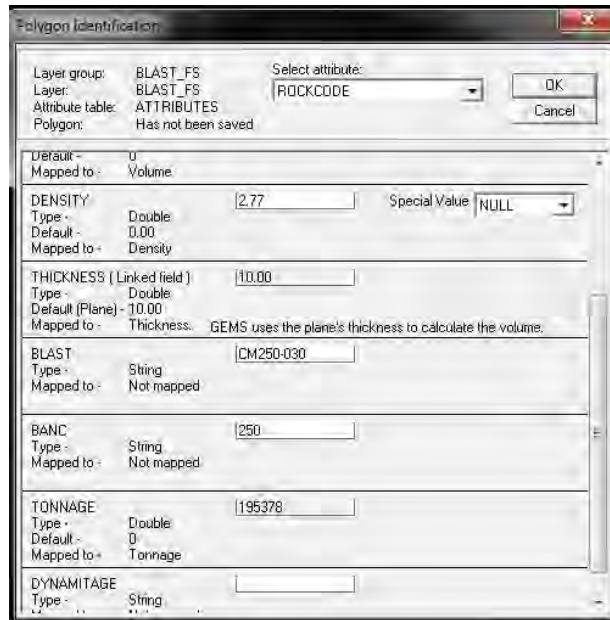 Polygon Identification
Layer group: BLAST_FS Select attribute:
Layer: BLAST_FS ROCKCODE OK
Attribute table: ATTRIBUTES
Polygon: Has not been saved Cancel
Default - 0
Mapped to - Volume
DENSITY 2.77 Special Value NULL
Type - Double
Default - 0.00
Mapped to - Density
THICKNESS ( Linked field ) 10.00
Type - Double
Default (Plane) - 10.00
Mapped to - Thickness. GEMS uses the plane's thickness to calculate the volume.
BLAST CM250-030
Type - String
Mapped to - Not mapped
BANC 250
Type - String
Mapped to - Not mapped
TONNAGE 195378
Type - Double
Default - 0
Mapped to - Tonnage
DYNAMITAGE
Type - String